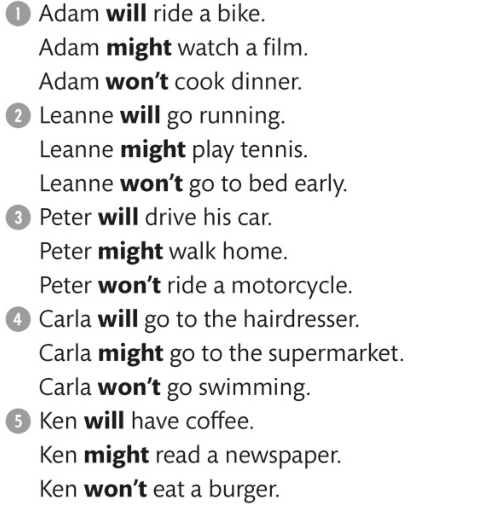 1 Adam will ride a bike.
Adam might watch a film.
Adam won't cook dinner.
2 Leanne will go running.
Leanne might play tennis.
Leanne won't go to bed early.
3 Peter will drive his car.
Peter might walk home.
Peter won't ride a motorcycle.
4 Carla will go to the hairdresser.
Carla might go to the supermarket.
Carla won't go swimming.
5 Ken will have coffee.
Ken might read a newspaper.
Ken won't eat a burger.